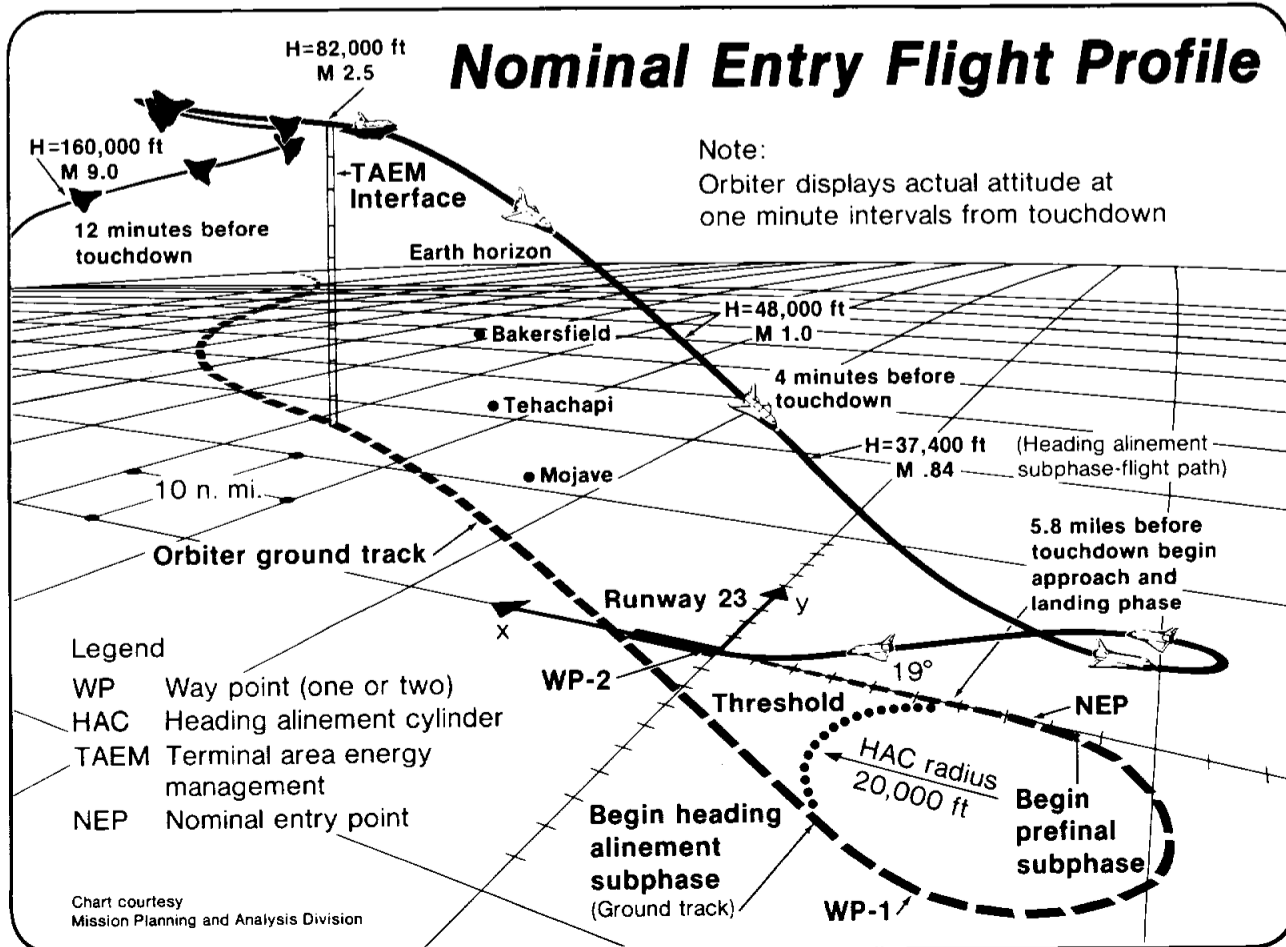 Nominal Entry Flight Profile
H=82,000 ft
M 2.5
H=160,000 ft
M 9.0
12 minutes before
touchdown
TAEM
Interface
Note:
Orbiter displays actual attitude at
one minute intervals from touchdown
Earth horizon
Bakersfield
H=48,000 ft
M 1.0
4 minutes before
touchdown
Tehachapi
H=37,400 ft
M .84
(Heading alinement
subphase-flight path)
Mojave
10 n. mi.
Orbiter ground track
5.8 miles before
touchdown begin
approach and
landing phase
Runway 23
y
x
WP-2
19°
Threshold
NEP
HAC radius
20,000 ft
Begin
prefinal
subphase
Begin heading
alinement
subphase
(Ground track)
WP-1
Legend
WP Way point (one or two)
HAC Heading alinement cylinder
TAEM Terminal area energy
management
NEP Nominal entry point
Chart courtesy
Mission Planning and Analysis Division